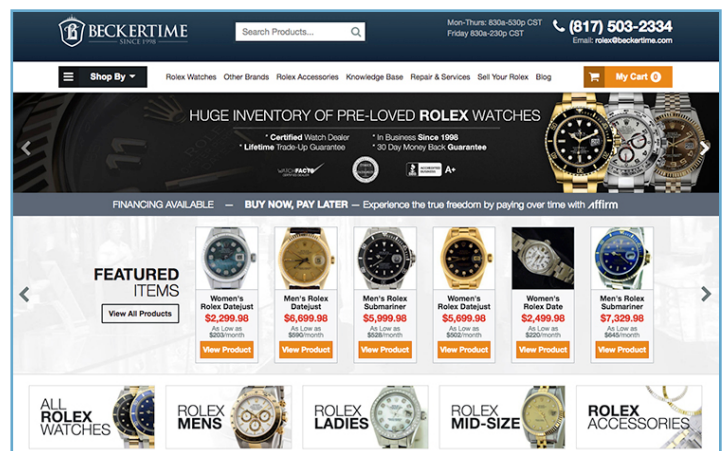 BECKERTIME
SINCE 1998
Search Products...
Mon-Thurs: 830a-530p CST
Friday 830a-230p CST
(817) 503-2334
Email: rolex@beckertime.com
Shop By
Rolex Watches Other Brands Rolex Accessories Knowledge Base Repair & Services Sell Your Rolex Blog
My Cart 0
HUGE INVENTORY OF PRE-LOVED ROLEX WATCHES
* Certified Watch Dealer * In Business Since 1998
* Lifetime Trade-Up Guarantee * 30 Day Money Back Guarantee
WATCHFACTS
ACCREDITED BUSINESS A+
FINANCING AVAILABLE — BUY NOW, PAY LATER — Experience the true freedom by paying over time with affirm
FEATURED
ITEMS
View All Products
Women's
Rolex Datejust
$2,299.98
As Low as
$203/month
View Product
Men's Rolex
Datejust
$6,699.98
As Low as
$590/month
View Product
Men's Rolex
Submariner
$5,999.98
As Low as
$528/month
View Product
Women's
Rolex Datejust
$5,699.98
As Low as
$502/month
View Product
Women's
Rolex Date
$2,499.98
As Low as
$220/month
View Product
Men's Rolex
Submariner
$7,329.98
As Low as
$645/month
View Product
ALL
ROLEX
WATCHES
ROLEX
MENS
ROLEX
LADIES
ROLEX
MID-SIZE
ROLEX
ACCESSORIES